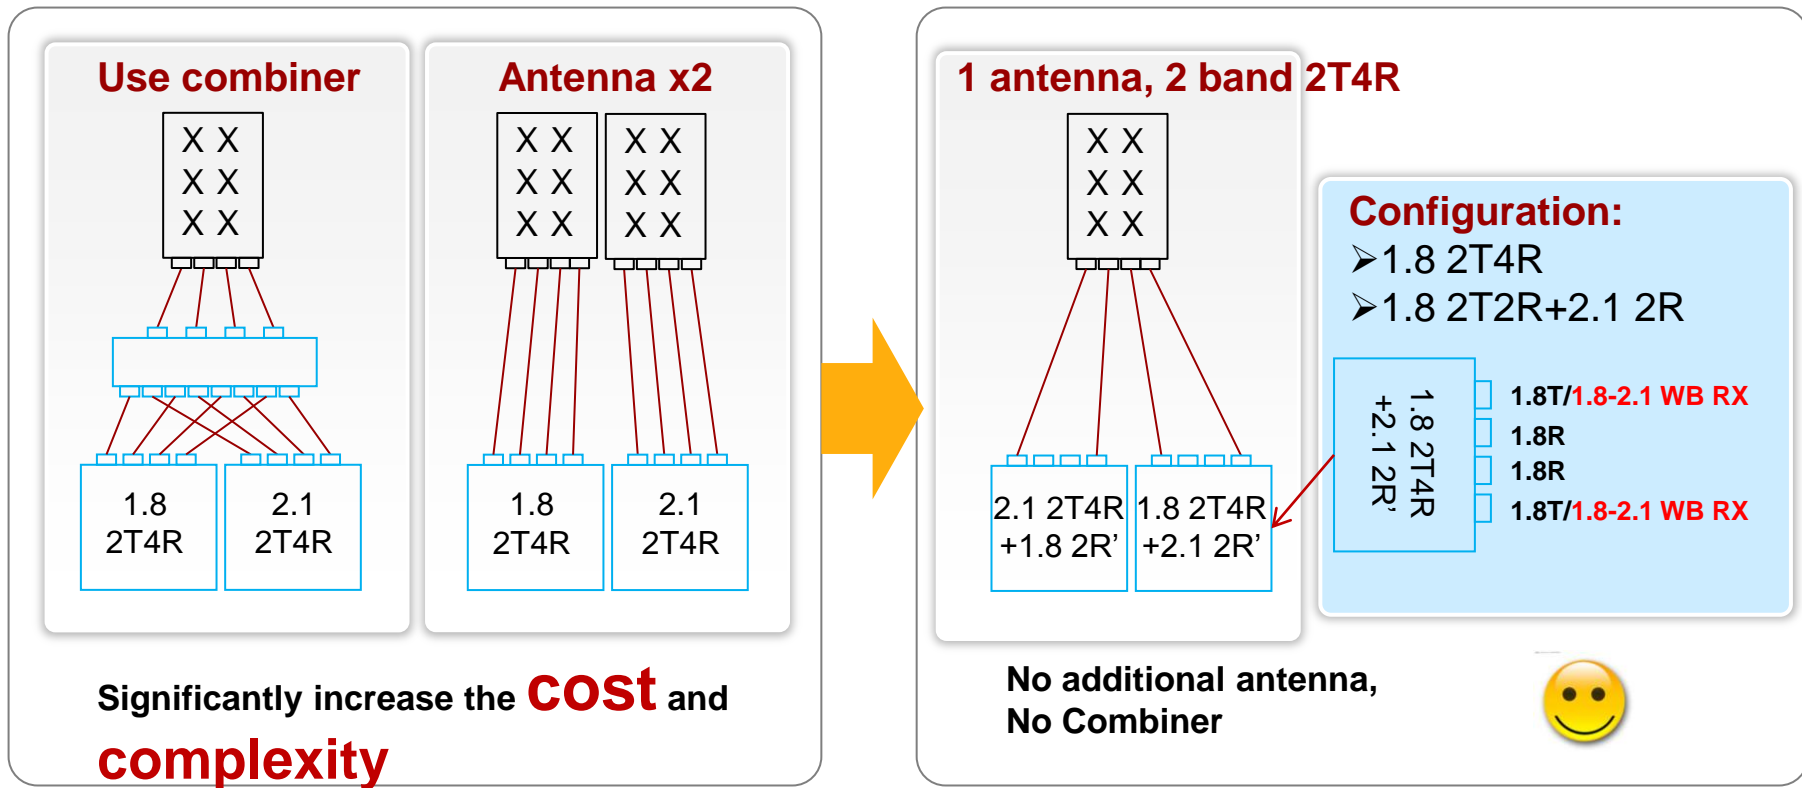 Use combiner
X X
X X
X X
1.8
2T4R
2.1
2T4R
Antenna x2
X X
X X
X X
X X
X X
X X
1.8
2T4R
2.1
2T4R
Significantly increase the cost and
complexity
1 antenna, 2 band 2T4R
X X
X X
X X
2.1 2T4R
+1.8 2R’
1.8 2T4R
+2.1 2R’
Configuration:
➢1.8 2T4R
➢1.8 2T2R+2.1 2R
1.8 2T4R
+2.1 2R’
1.8T/1.8-2.1 WB RX
1.8R
1.8R
1.8T/1.8-2.1 WB RX
No additional antenna,
No Combiner